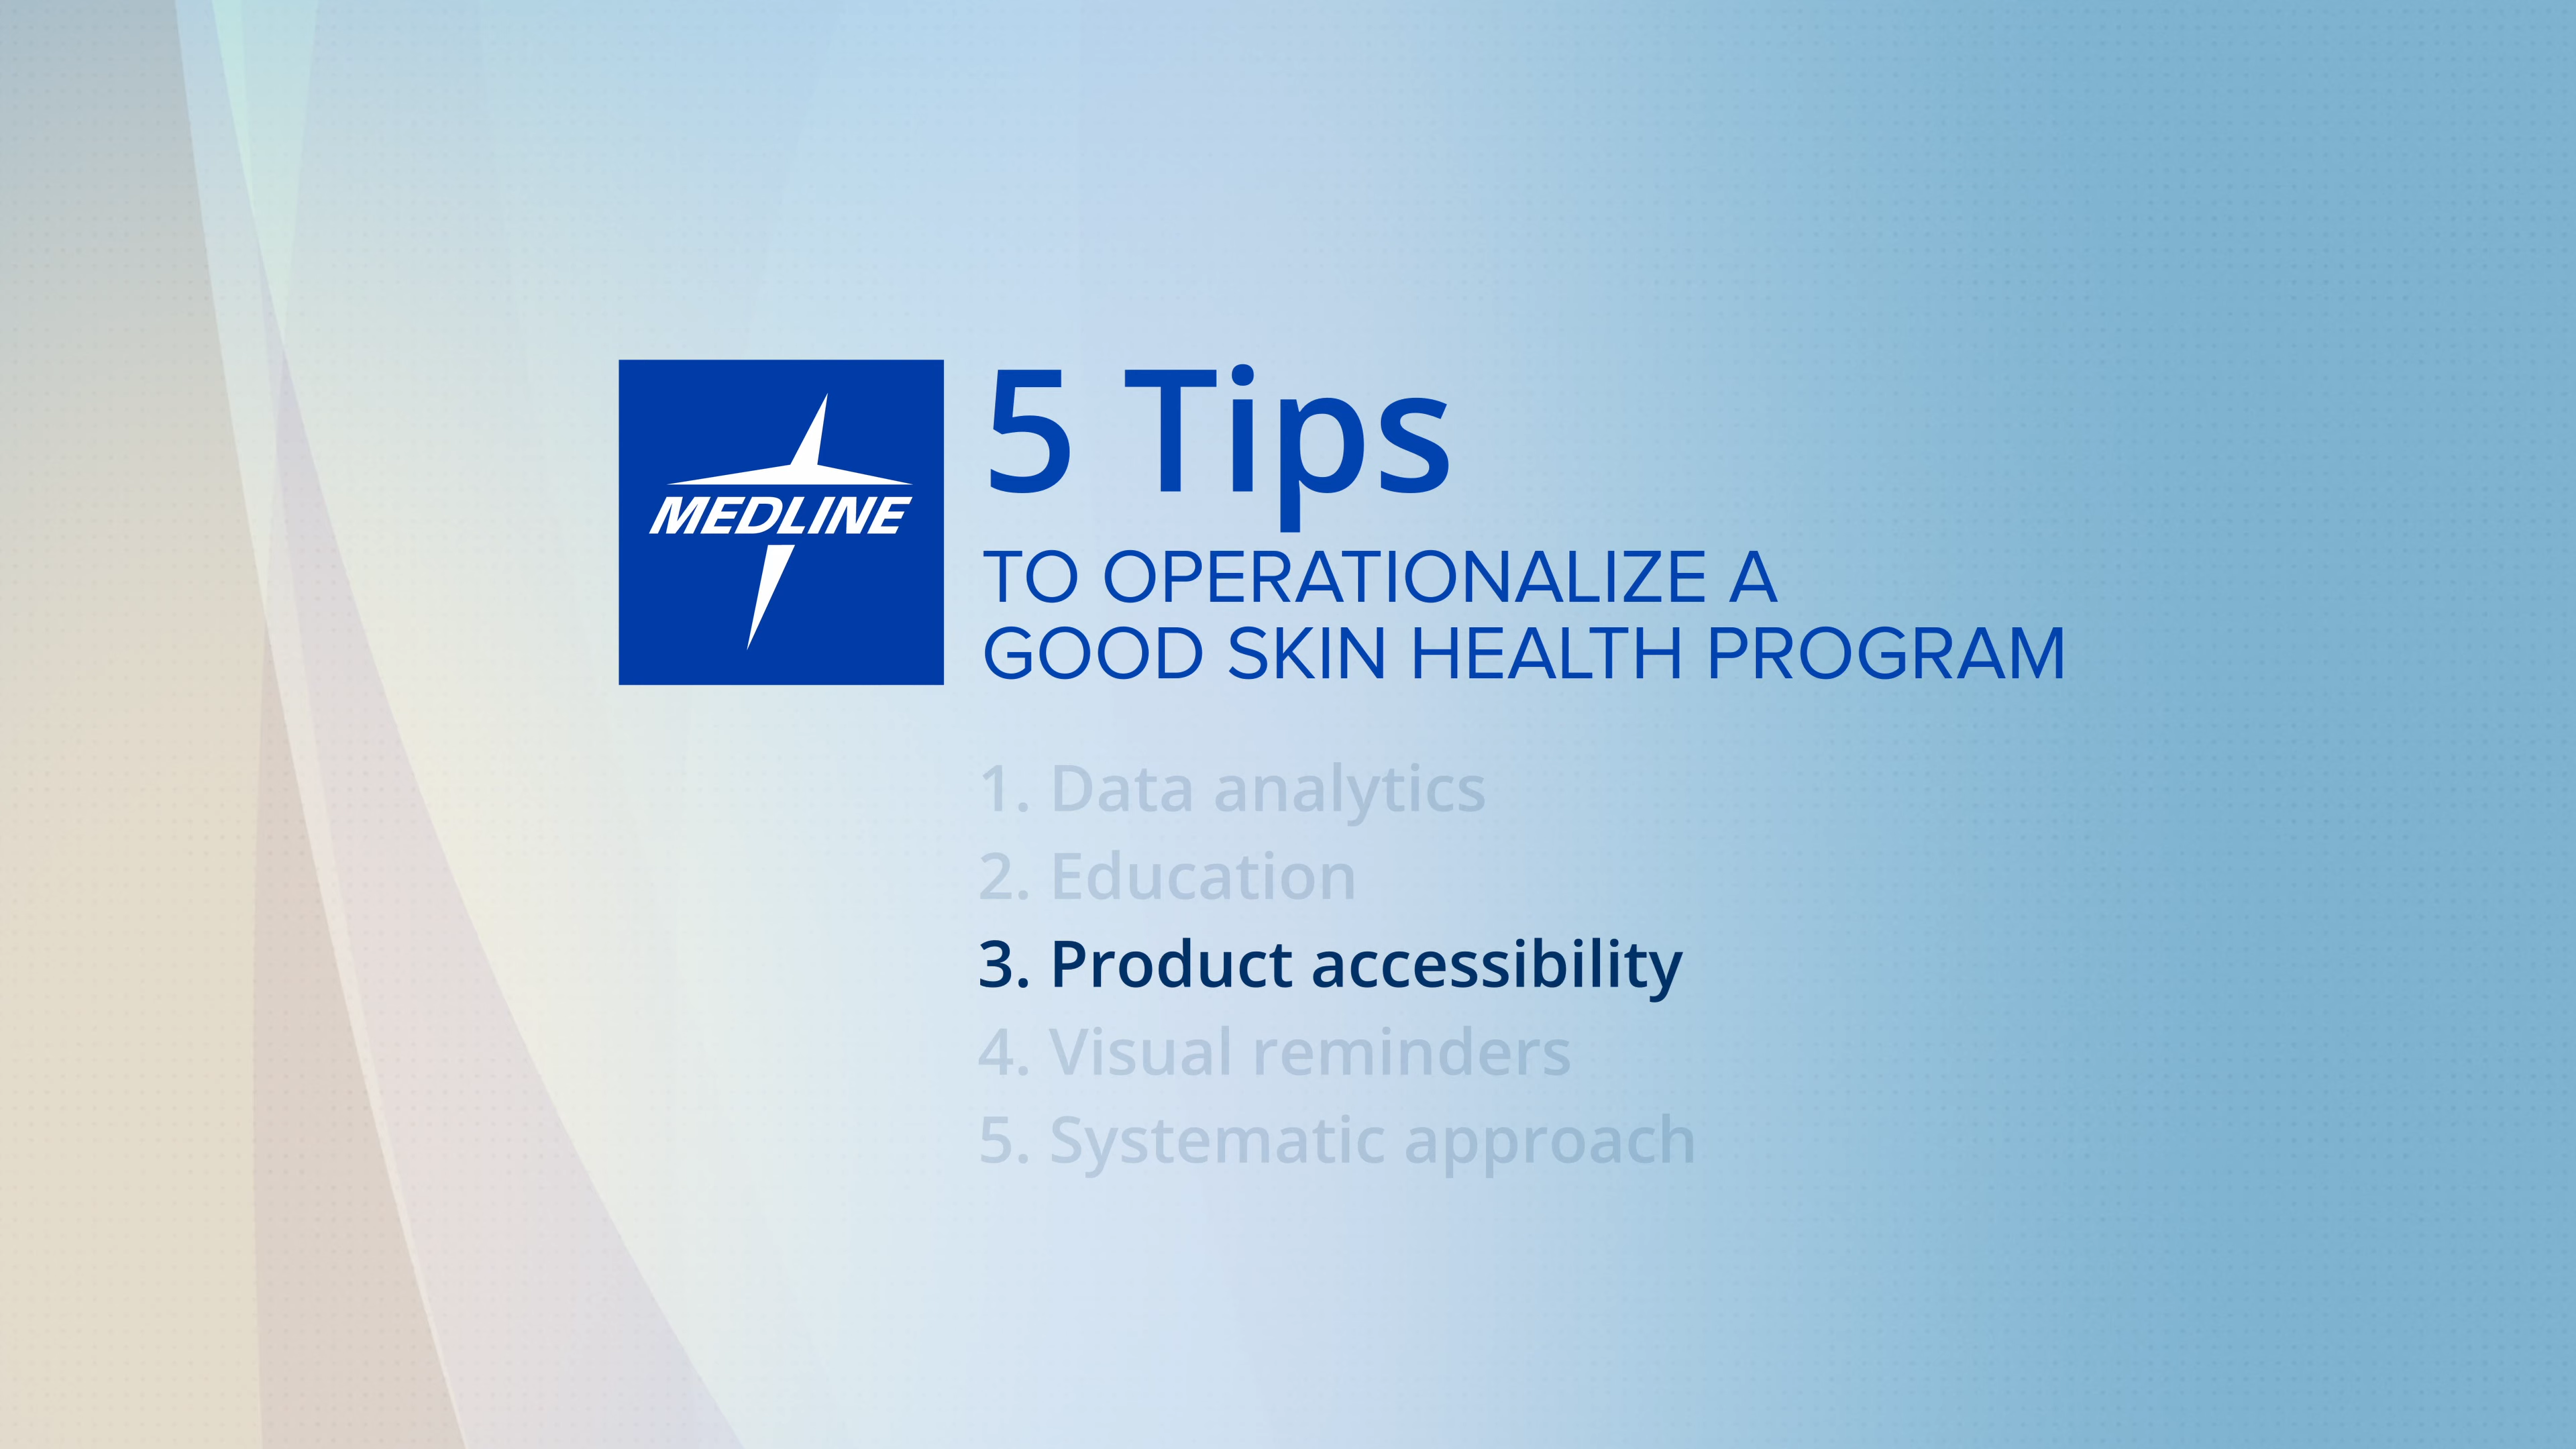 MEDLINE
5 Tips
TO OPERATIONALIZE A
GOOD SKIN HEALTH PROGRAM
1. Data analytics
2. Education
3. Product accessibility
4. Visual reminders
5. Systematic approach